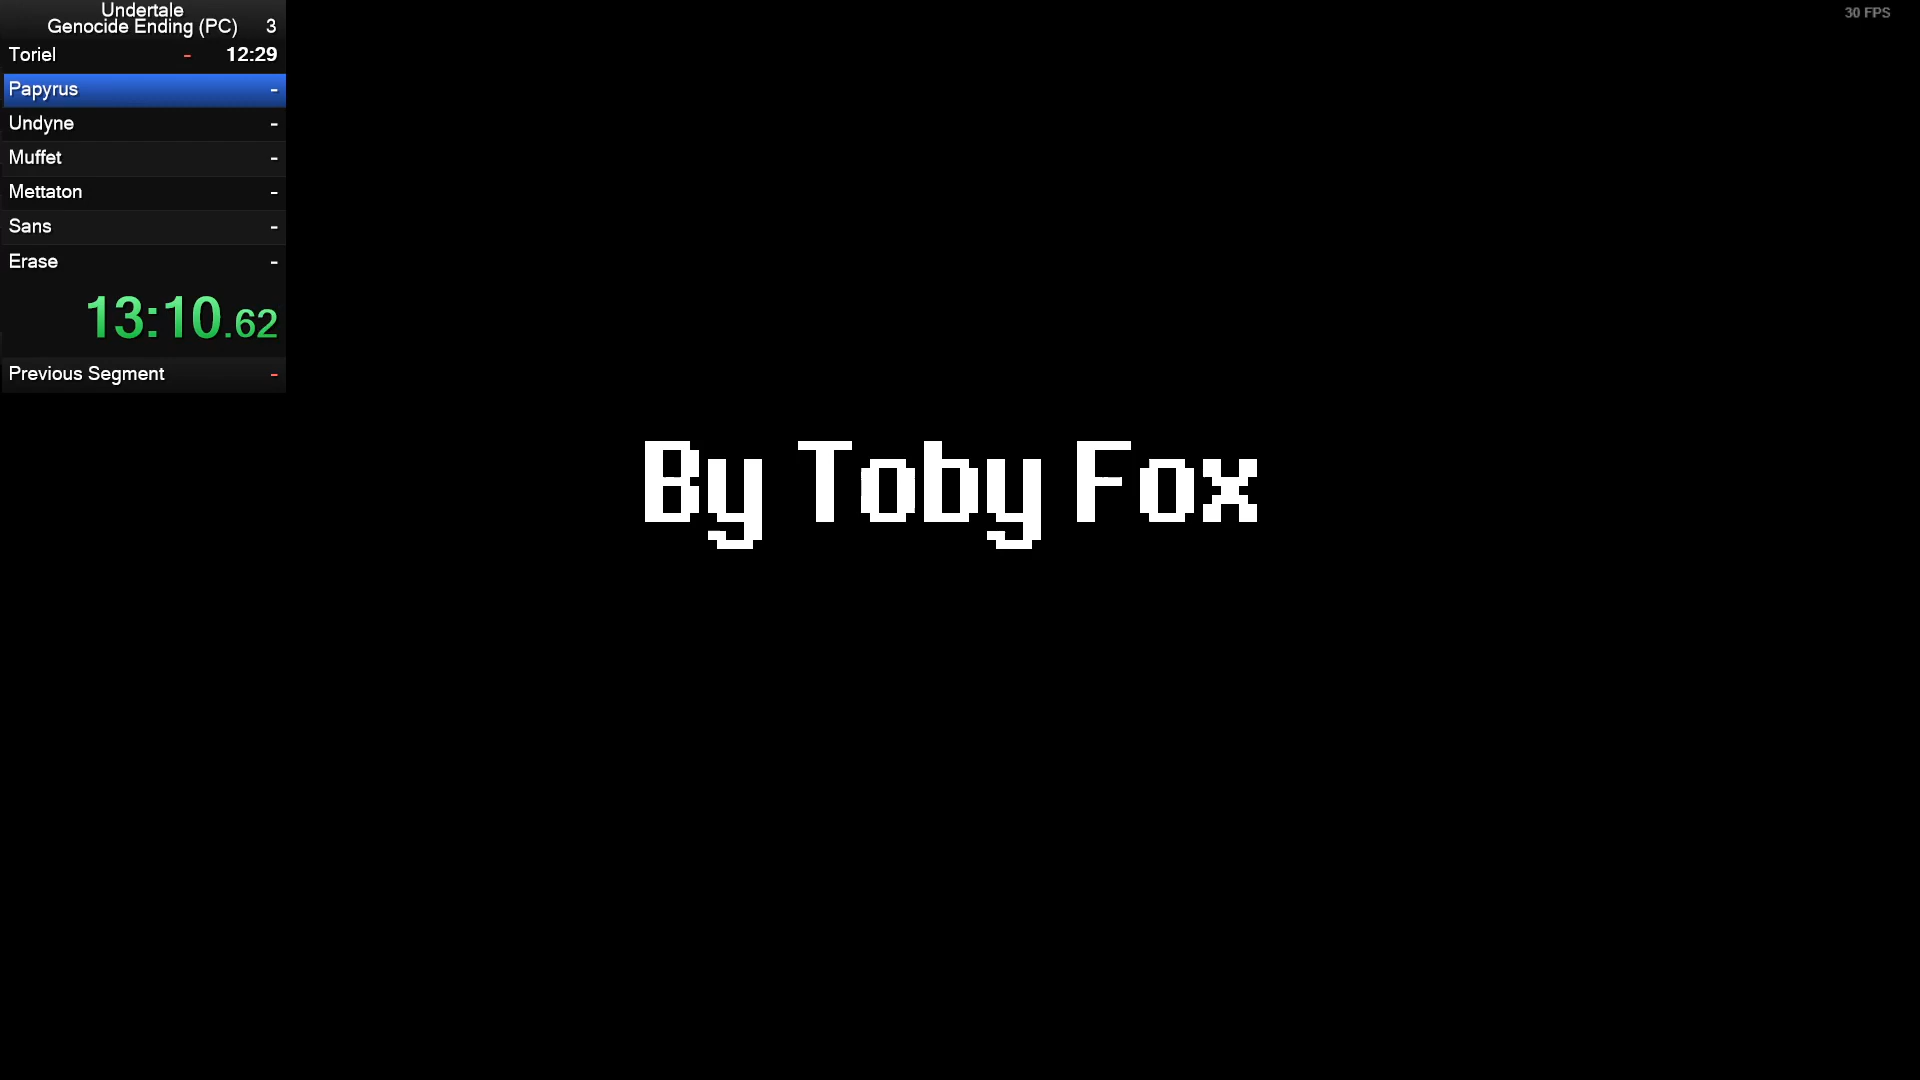 Undertale
Genocide Ending (PC) 3
Toriel - 12:29
Papyrus -
Undyne -
Muffet -
Mettaton -
Sans -
Erase -
13:10.62
Previous Segment -
30 FPS
By Toby Fox